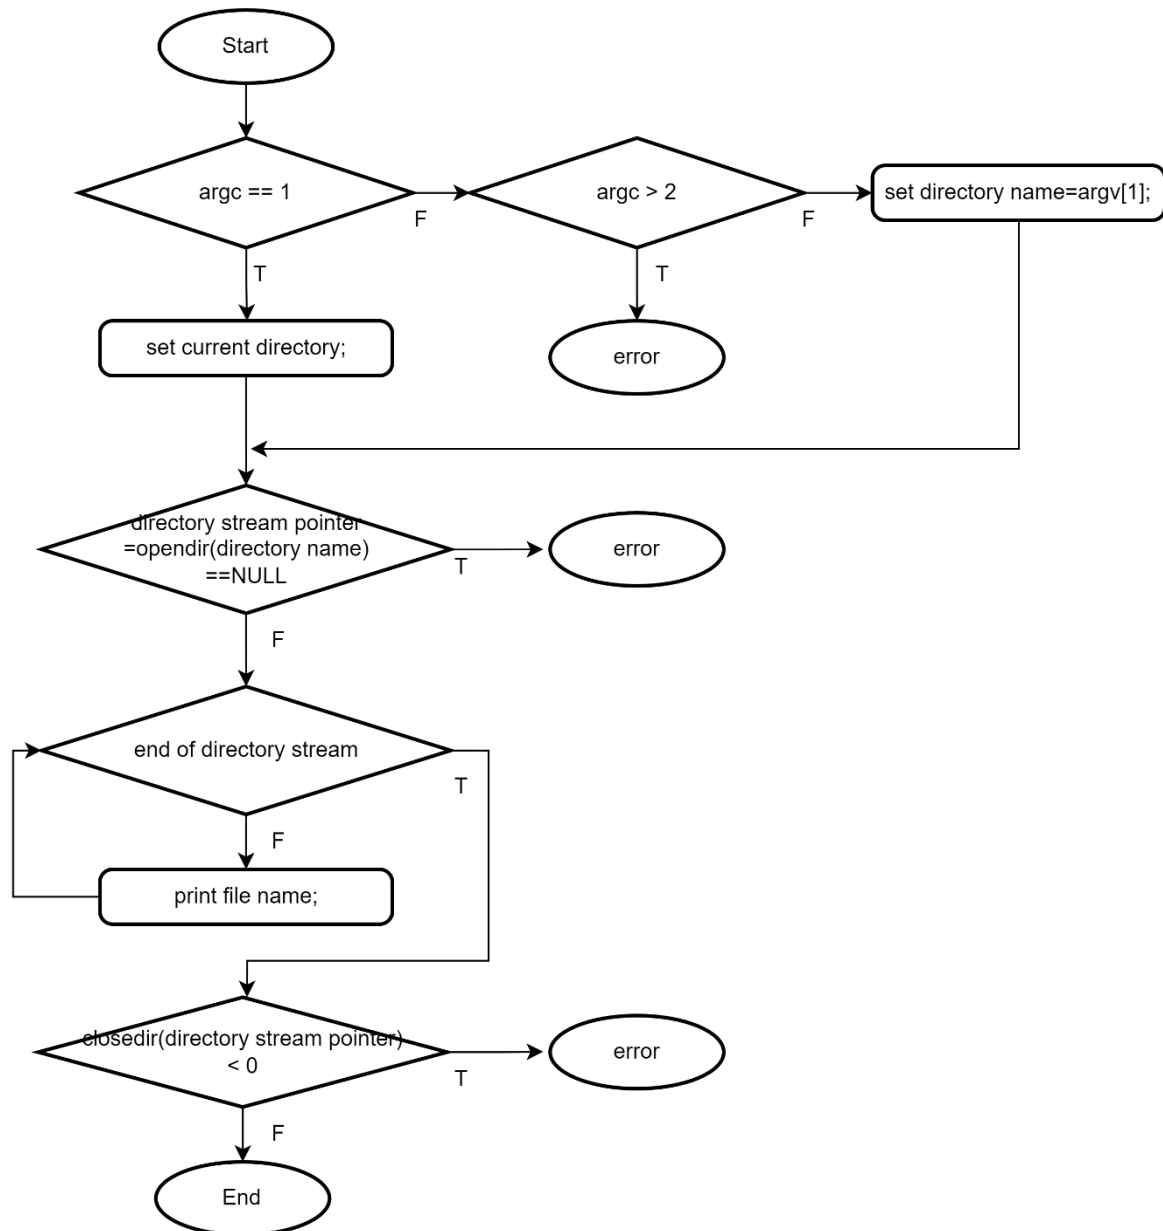 Start
argc == 1
F
argc > 2
F
set directory name=argv[1];
T
T
set current directory;
error
directory stream pointer
=opendir(directory name)
==NULL
T
error
F
end of directory stream
T
F
print file name;
closedir(directory stream pointer)
< 0
T
error
F
End